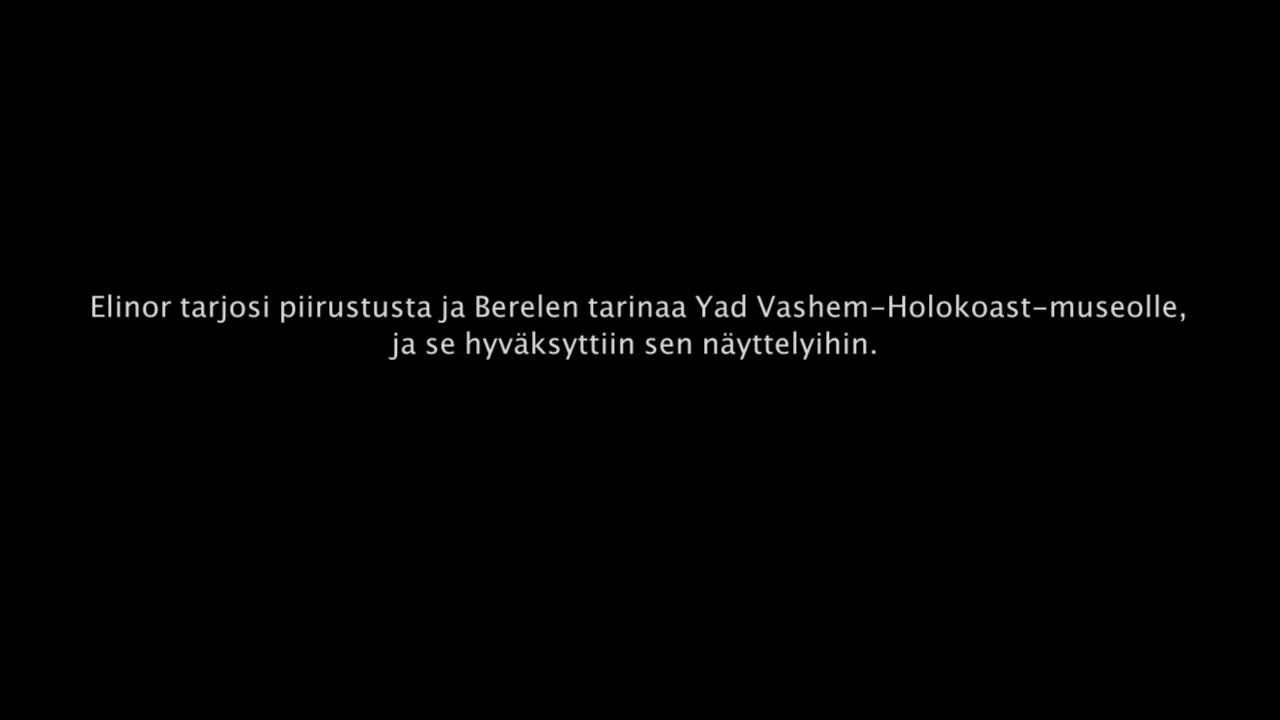 Elinor tarjosi piirustusta ja Berelen tarinaa Yad Vashem-Holokoast-museolle,
ja se hyväksyttiin sen näyttelyihin.